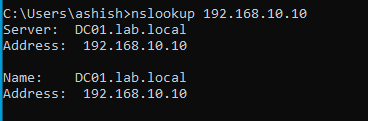 C:\Users\ashish>nslookup 192.168.10.10
Server:  DC01.lab.local
Address:  192.168.10.10
Name:    DC01.lab.local
Address:  192.168.10.10